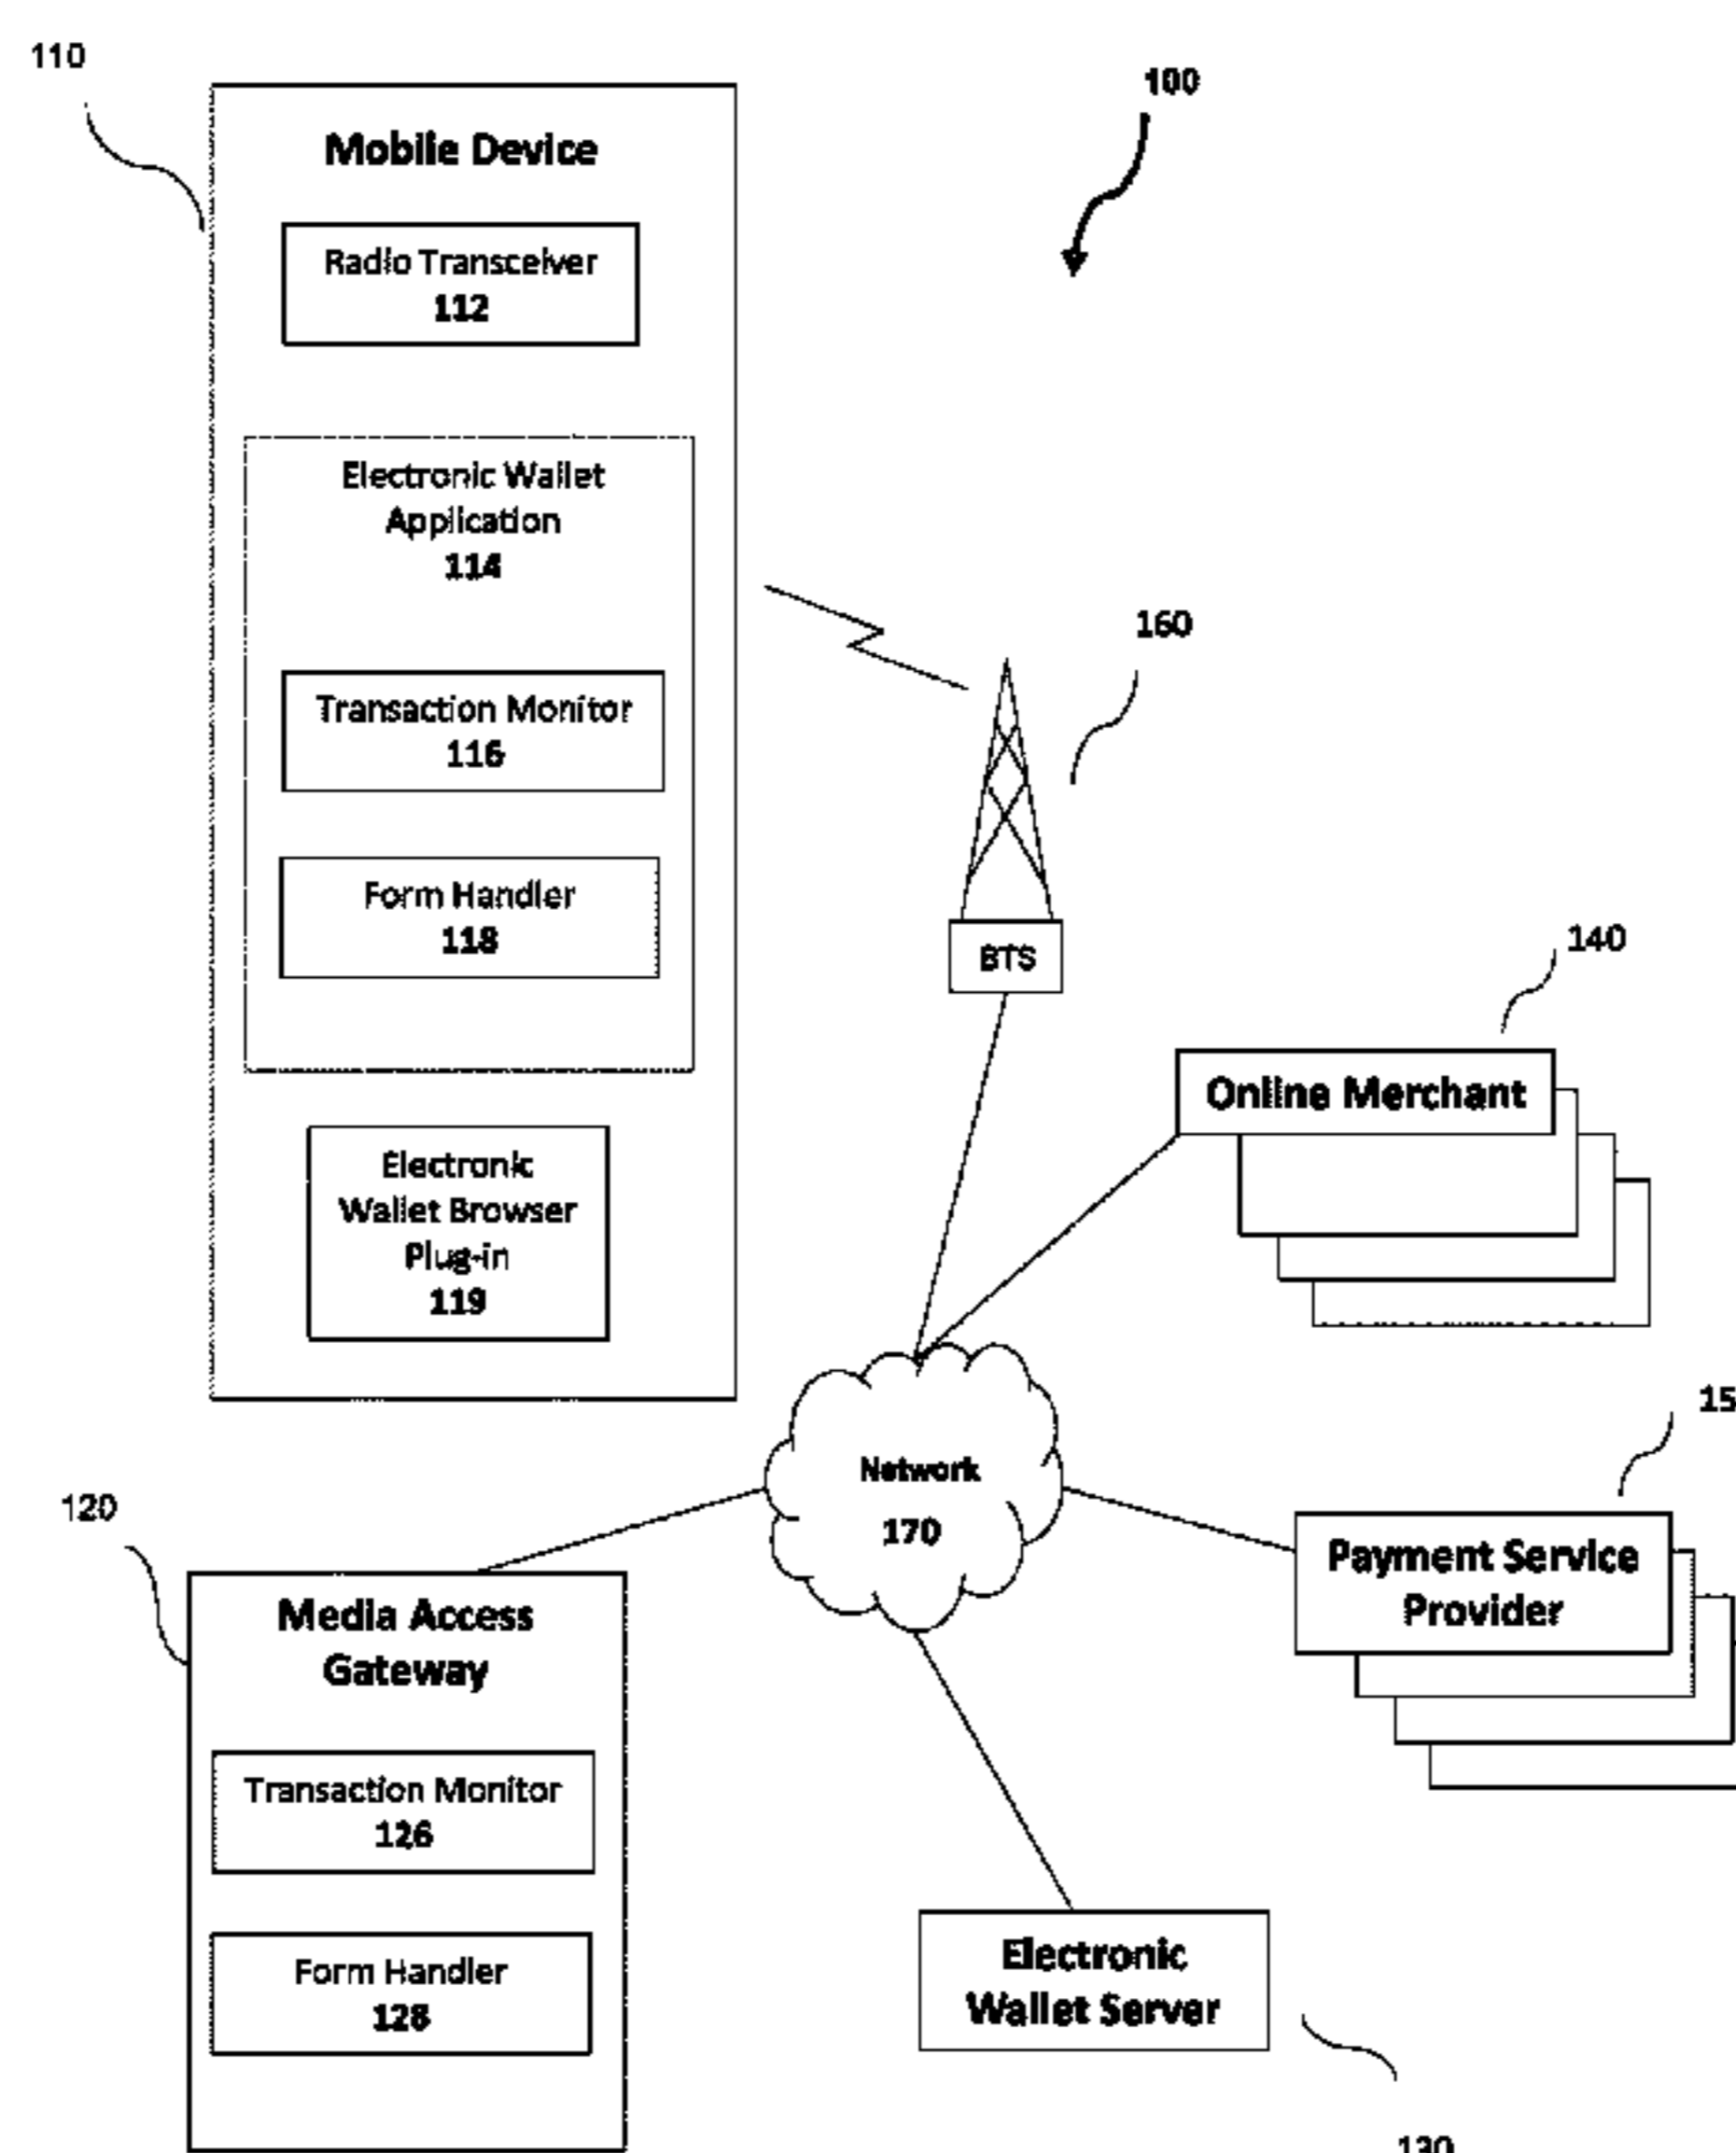 110
100
Mobile Device
Radio Transceiver
112
Electronic Wallet
Application
114
160
Transaction Monitor
116
Form Handler
118
BTS
140
Online Merchant
Electronic
Wallet Browser
Plug-in
119
15
Network
170
120
Payment Service
Provider
Media Access
Gateway
Transaction Monitor
126
Electronic
Wallet Server
Form Handler
128
130